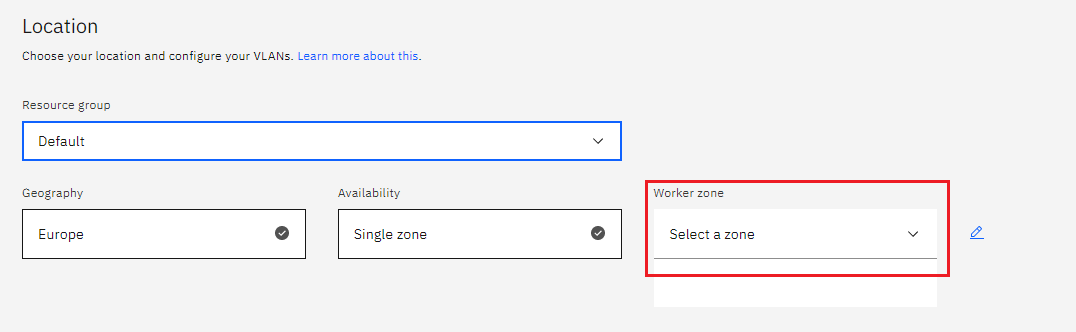 Location
Choose your location and configure your VLANs. Learn more about this.
Resource group
Default
Geography
Availability
Worker zone
Europe
Single zone
Select a zone